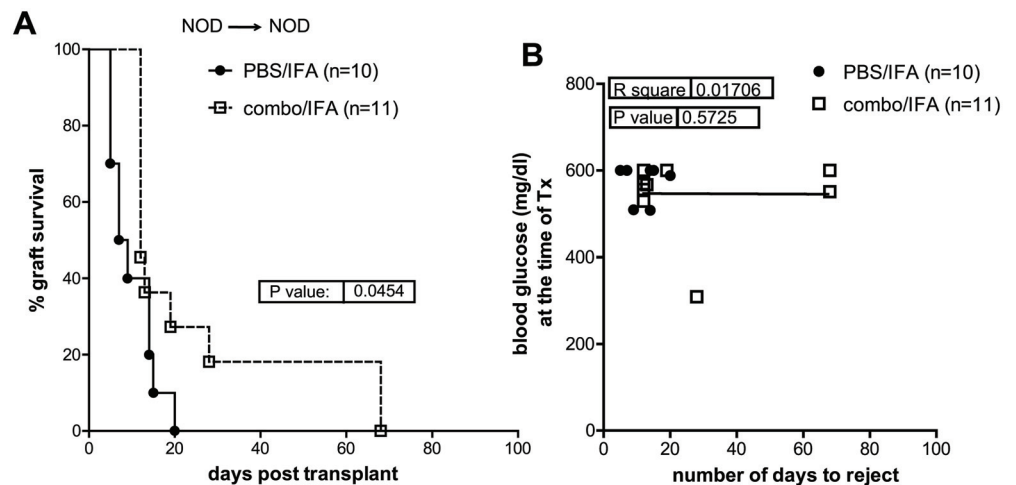 A
NOD → NOD
PBS/IFA (n=10)
combo/IFA (n=11)
100
80
60
40
20
0
% graft survival
P value: 0.0454
0 20 40 60 80 100
days post transplant
B
PBS/IFA (n=10)
combo/IFA (n=11)
R square 0.01706
P value 0.5725
800
600
400
200
0
blood glucose (mg/dl)
at the time of Tx
0 20 40 60 80 100
number of days to reject